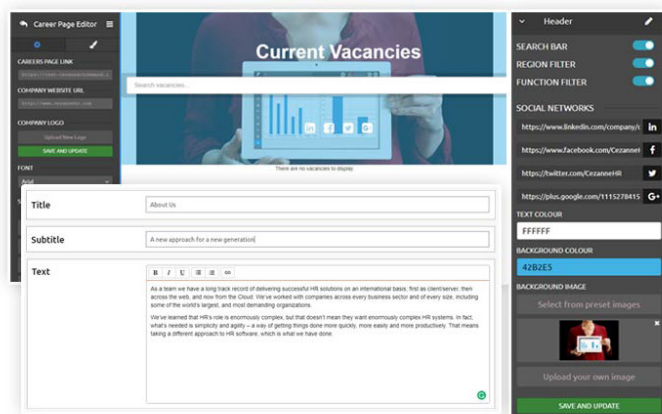 Career Page Editor
CAREERS PAGE LINK
COMPANY WEBSITE URL
COMPANY LOGO
Upload New Logo
SAVE AND UPDATE
FONT
Arial
Current Vacancies
Search vacancies...
There are no vacancies to display
Title
About Us
Subtitle
A new approach for a new generation
Text
B I U
As a team we have a long track record of delivering successful HR solutions on an international basis, first as client/server, then
across the web, and now from the Cloud. We've worked with companies across every business sector and of every size, including
some of the world's largest, and most demanding organizations.
We've learned that HR's role is enormously complex, but that doesn't mean they want enormously complex HR systems. In fact,
what's needed is simplicity and agility – a way of getting things done more quickly, more easily and more productively. That means
taking a different approach to HR software, which is what we have done.
Header
SEARCH BAR
REGION FILTER
FUNCTION FILTER
SOCIAL NETWORKS
https://www.linkedin.com/company/c
https://www.facebook.com/CezanneH
https://twitter.com/CezanneHR
https://plus.google.com/1115278415
TEXT COLOUR
FFFFFF
BACKGROUND COLOUR
42B2E5
BACKGROUND IMAGE
Select from preset images
Upload your own image
SAVE AND UPDATE